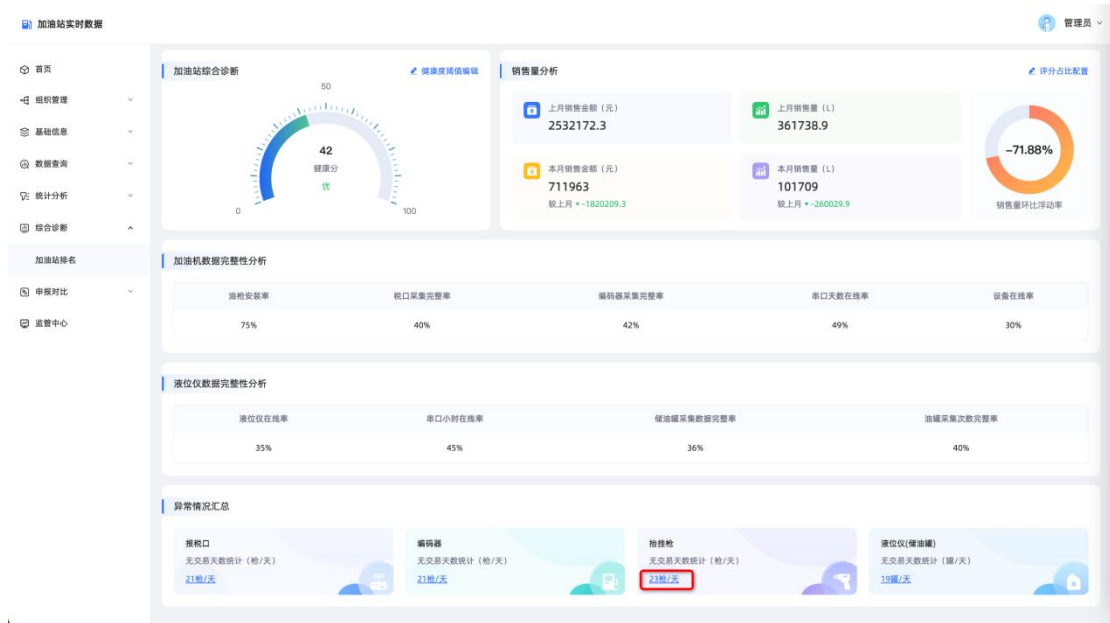 加油站实时数据
管理员
首页
组织管理
基础信息
数据查询
统计分析
综合诊断
加油站排名
申报对比
监管中心
加油站综合诊断
健康度阈值编辑
50
42
健康分
优
0
100
销售量分析
评分占比配置
上月销售金额（元）
2532172.3
上月销售量（L）
361738.9
本月销售金额（元）
711963
较上月 ▾ -1820209.3
本月销售量（L）
101709
较上月 ▾ -260029.9
-71.88%
销售量环比浮动率
加油机数据完整性分析
油枪安装率 税口采集完整率 编码器采集完整率 串口天数在线率 设备在线率
75% 40% 42% 49% 30%
液位仪数据完整性分析
液位仪在线率 串口小时在线率 储油罐采集数据完整率 油罐采集次数完整率
35% 45% 36% 40%
异常情况汇总
报税口
无交易天数统计（枪/天）
21枪/天
编码器
无交易天数统计（枪/天）
21枪/天
抬挂枪
无交易天数统计（枪/天）
23枪/天
液位仪(储油罐)
无交易天数统计（罐/天）
19罐/天